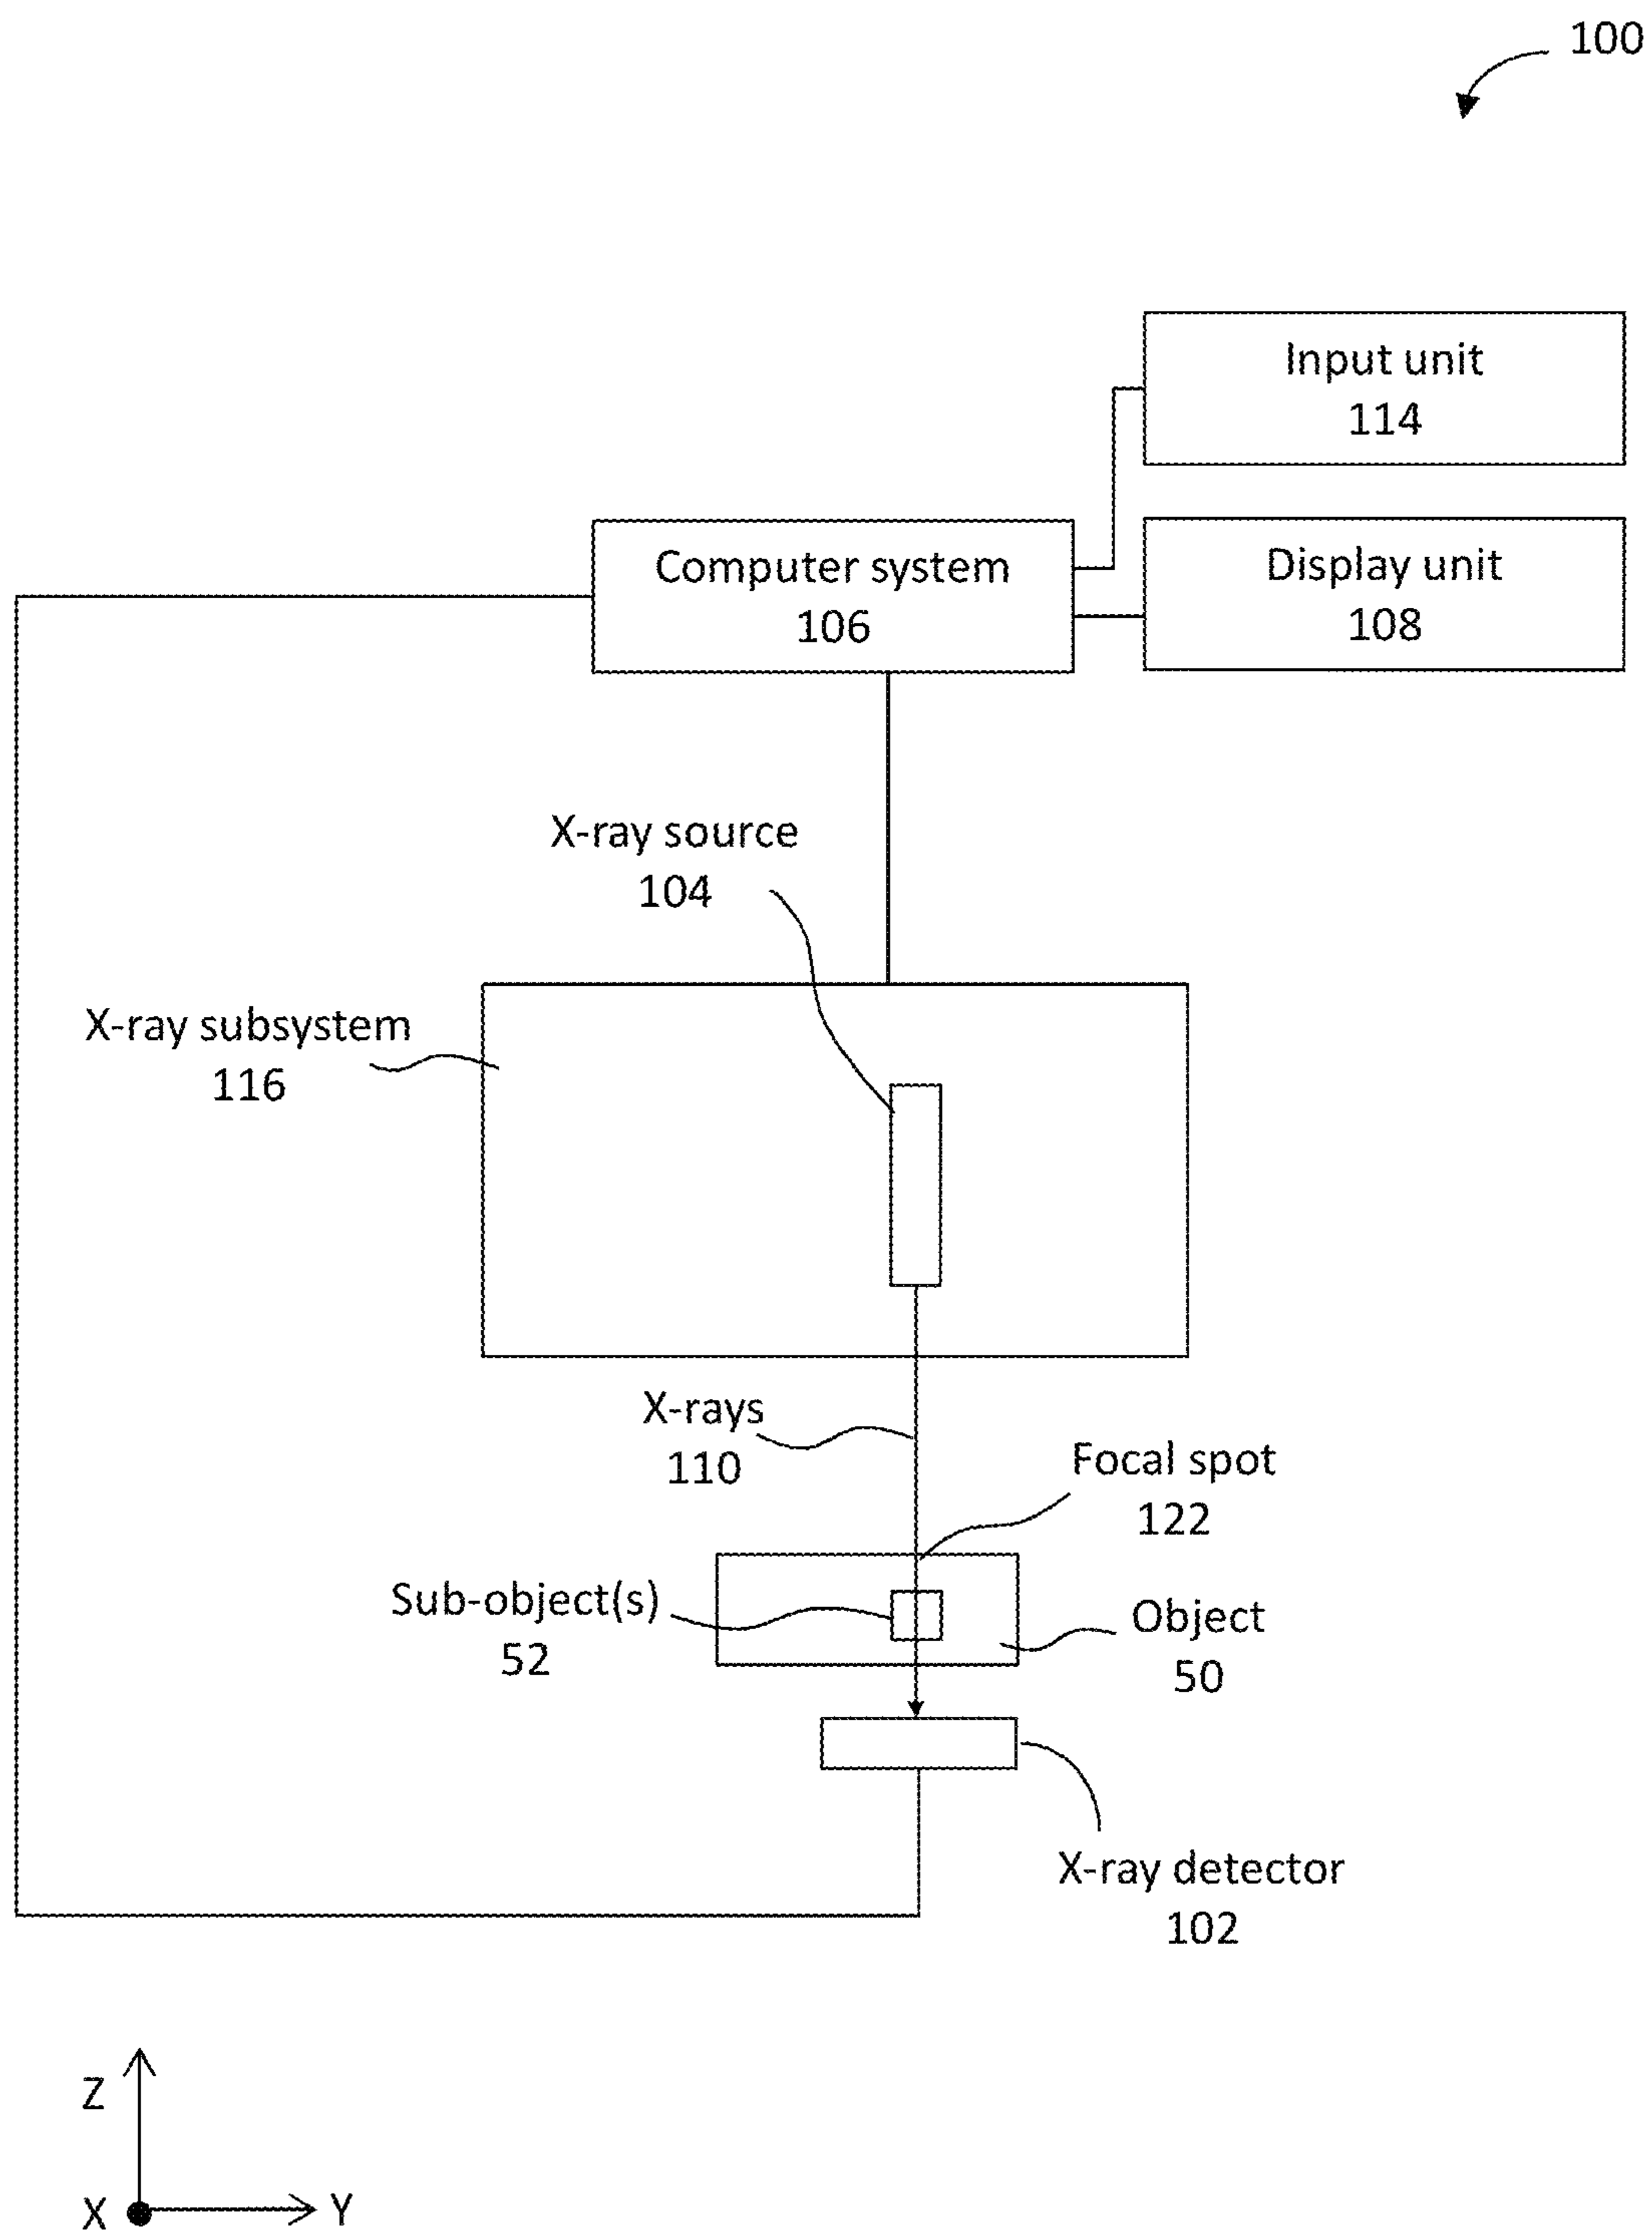 100
Input unit
114
Computer system
106
Display unit
108
X-ray source
104
X-ray subsystem
116
X-rays
110
Focal spot
122
Sub-object(s)
52
Object
50
X-ray detector
102
Z
X
Y